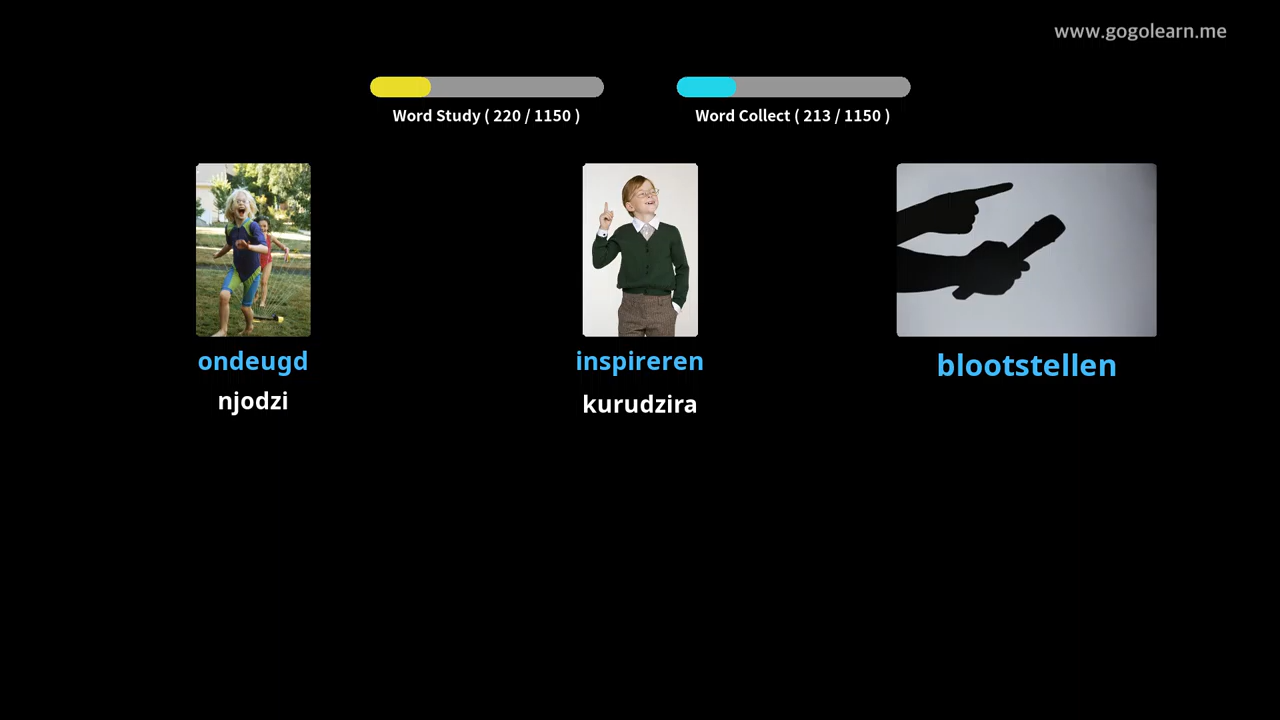 www.gogolearn.me
Word Study ( 220 / 1150 )
Word Collect ( 213 / 1150 )
ondeugd
njodzi
inspireren
kurudzira
blootstellen